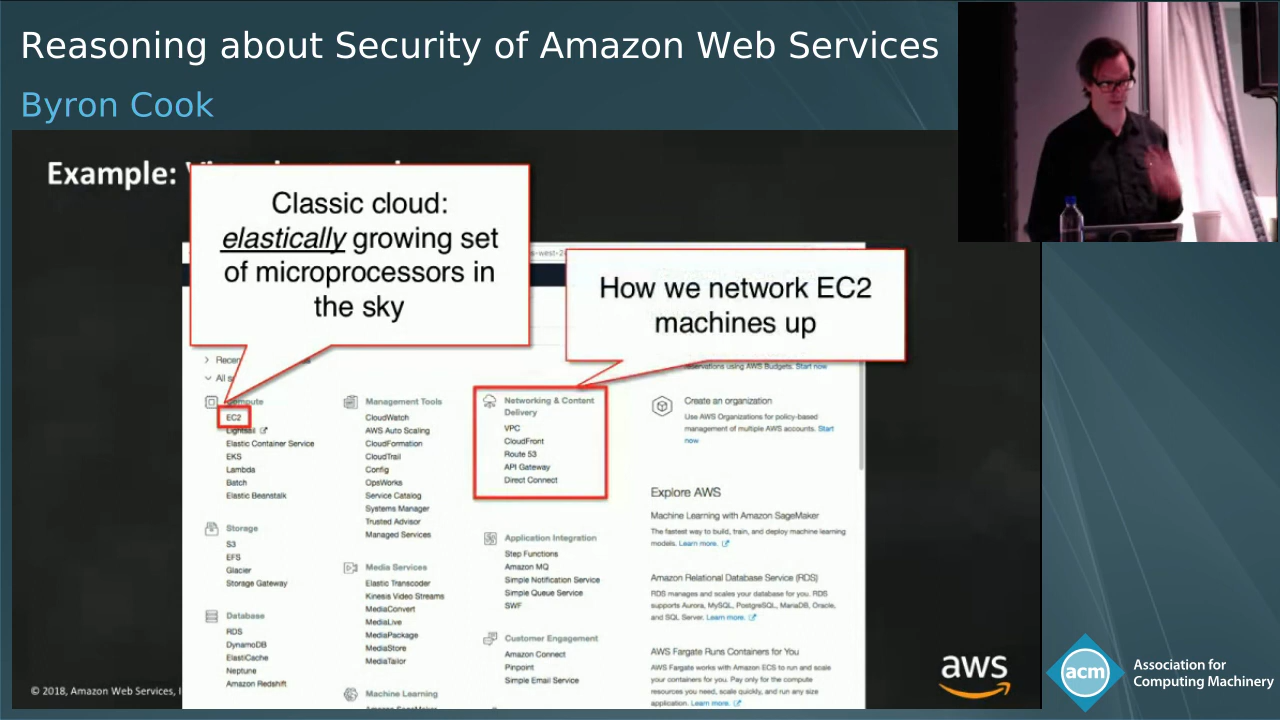 Reasoning about Security of Amazon Web Services
Byron Cook
Example:
Classic cloud:
elastically growing set
of microprocessors in
the sky
How we network EC2
machines up
reservations using AWS Budgets. Start now
Compute
EC2
Lightsail
Elastic Container Service
EKS
Lambda
Batch
Elastic Beanstalk
Storage
S3
EFS
Glacier
Storage Gateway
Database
RDS
DynamoDB
ElastiCache
Neptune
Amazon Redshift
Management Tools
CloudWatch
AWS Auto Scaling
CloudFormation
CloudTrail
Config
OpsWorks
Service Catalog
Systems Manager
Trusted Advisor
Managed Services
Media Services
Elastic Transcoder
Kinesis Video Streams
MediaConvert
MediaLive
MediaPackage
MediaStore
MediaTailor
Machine Learning
Networking & Content
Delivery
VPC
CloudFront
Route 53
API Gateway
Direct Connect
Application Integration
Step Functions
Amazon MQ
Simple Notification Service
Simple Queue Service
SWF
Customer Engagement
Amazon Connect
Pinpoint
Simple Email Service
Create an organization
Use AWS Organizations for policy-based
management of multiple AWS accounts. Start
now
Explore AWS
Machine Learning with Amazon SageMaker
The fastest way to build, train, and deploy machine learning
models. Learn more.
Amazon Relational Database Service (RDS)
RDS manages and scales your database for you. RDS
supports Aurora, MySQL, PostgreSQL, MariaDB, Oracle,
and SQL Server. Learn more.
AWS Fargate Runs Containers for You
AWS Fargate works with Amazon ECS to run and scale
your containers for you. Pay only for the compute
resources you need, scale quickly, and run any size
application. Learn more.
© 2018, Amazon Web Services,
aws
acm
Association for
Computing Machinery